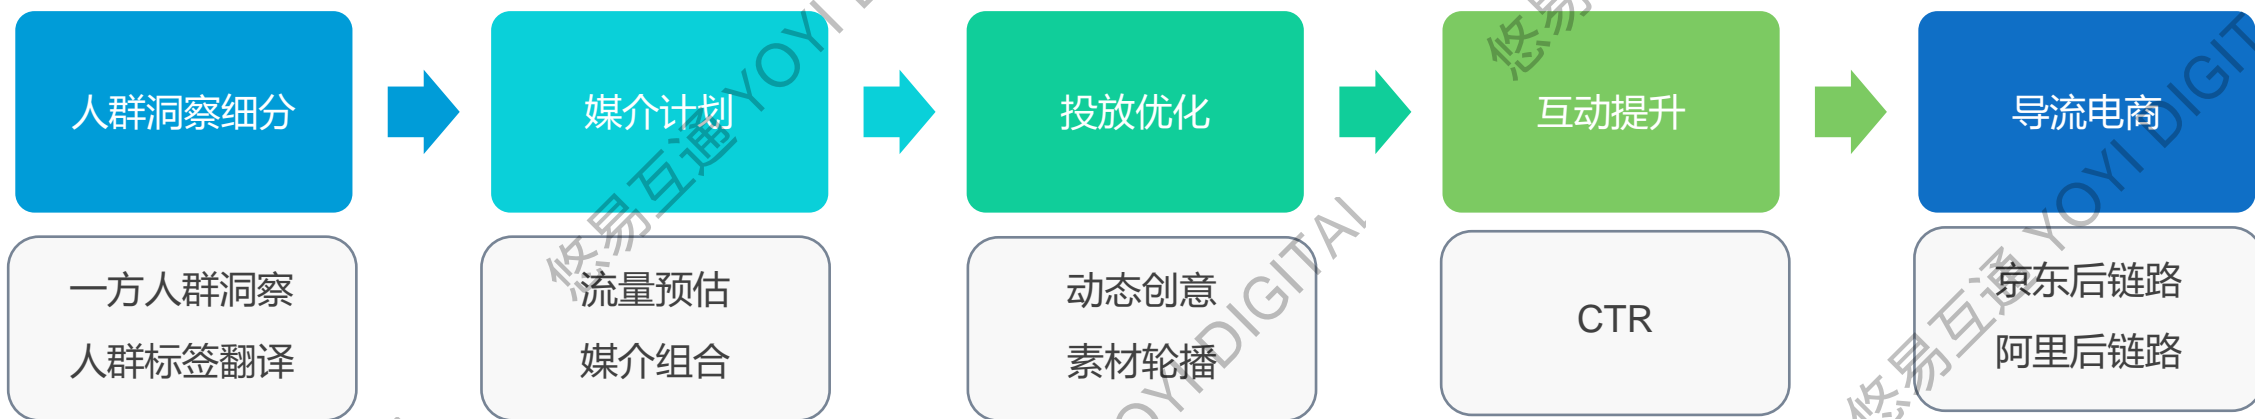 人群洞察细分
媒介计划
投放优化
互动提升
导流电商
一方人群洞察
人群标签翻译
流量预估
媒介组合
动态创意
素材轮播
CTR
京东后链路
阿里后链路
悠易互通 YOYI
悠易
悠易互通 YOYI DIGIT
OYI DIGITAL